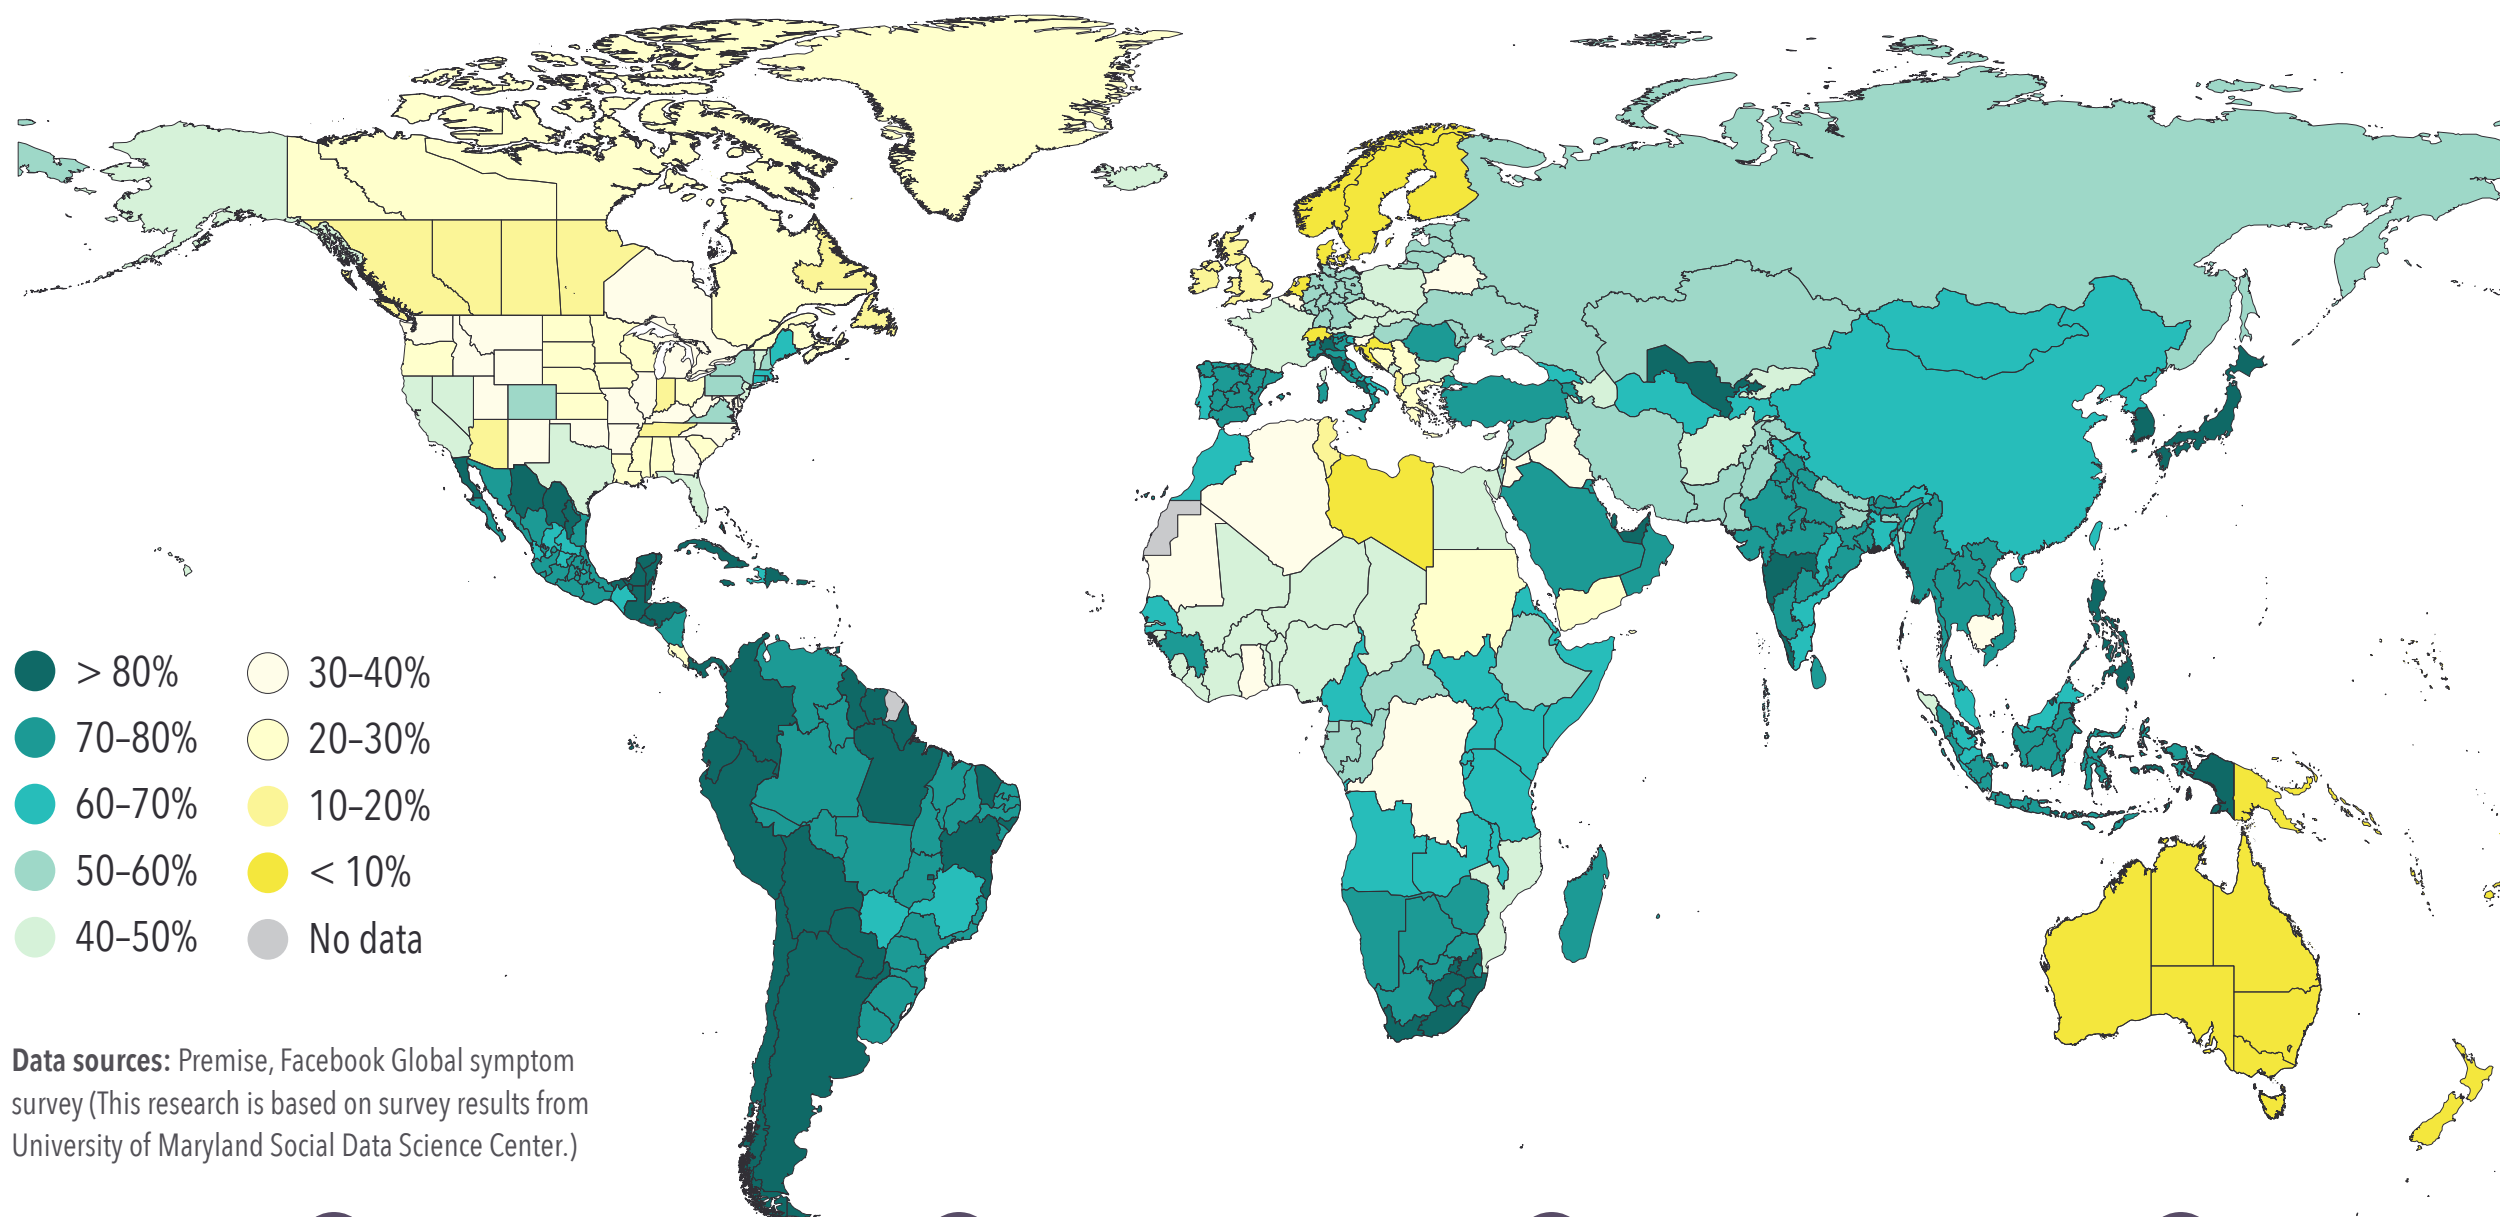 > 80%
70–80%
60–70%
50–60%
40–50%
30–40%
20–30%
10–20%
< 10%
No data
Data sources: Premise, Facebook Global symptom
survey (This research is based on survey results from
University of Maryland Social Data Science Center.)